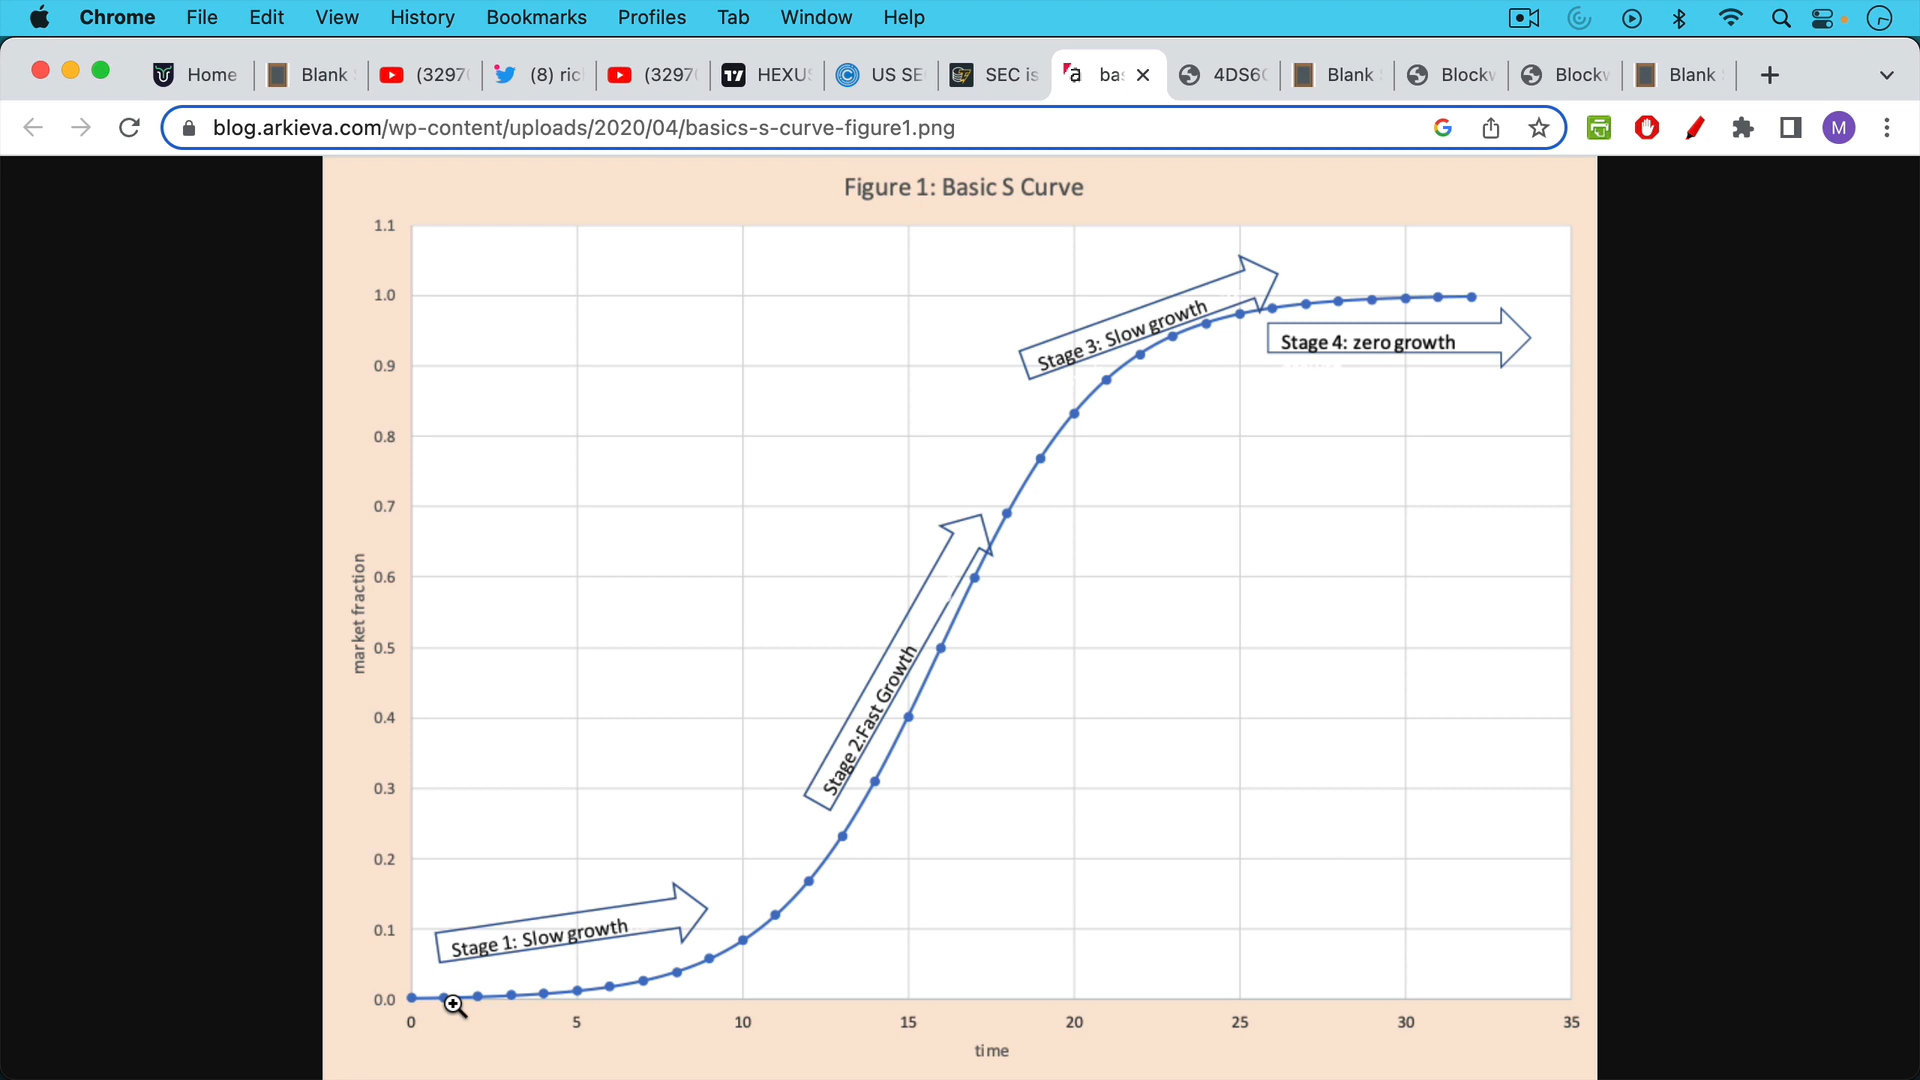 Chrome File Edit View History Bookmarks Profiles Tab Window Help
Home Blank (3297 (8) ric (3297 HEXUS US SE SEC is bas 4DS6 Blank Blockw Blockw Blank
blog.arkieva.com/wp-content/uploads/2020/04/basics-s-curve-figure1.png
M
Figure 1: Basic S Curve
1.1
1.0
0.9
0.8
0.7
0.6
0.5
0.4
0.3
0.2
0.1
0.0
market fraction
Stage 3: Slow growth
Stage 4: zero growth
Stage 2:Fast Growth
Stage 1: Slow growth
0 5 10 15 20 25 30 35
time